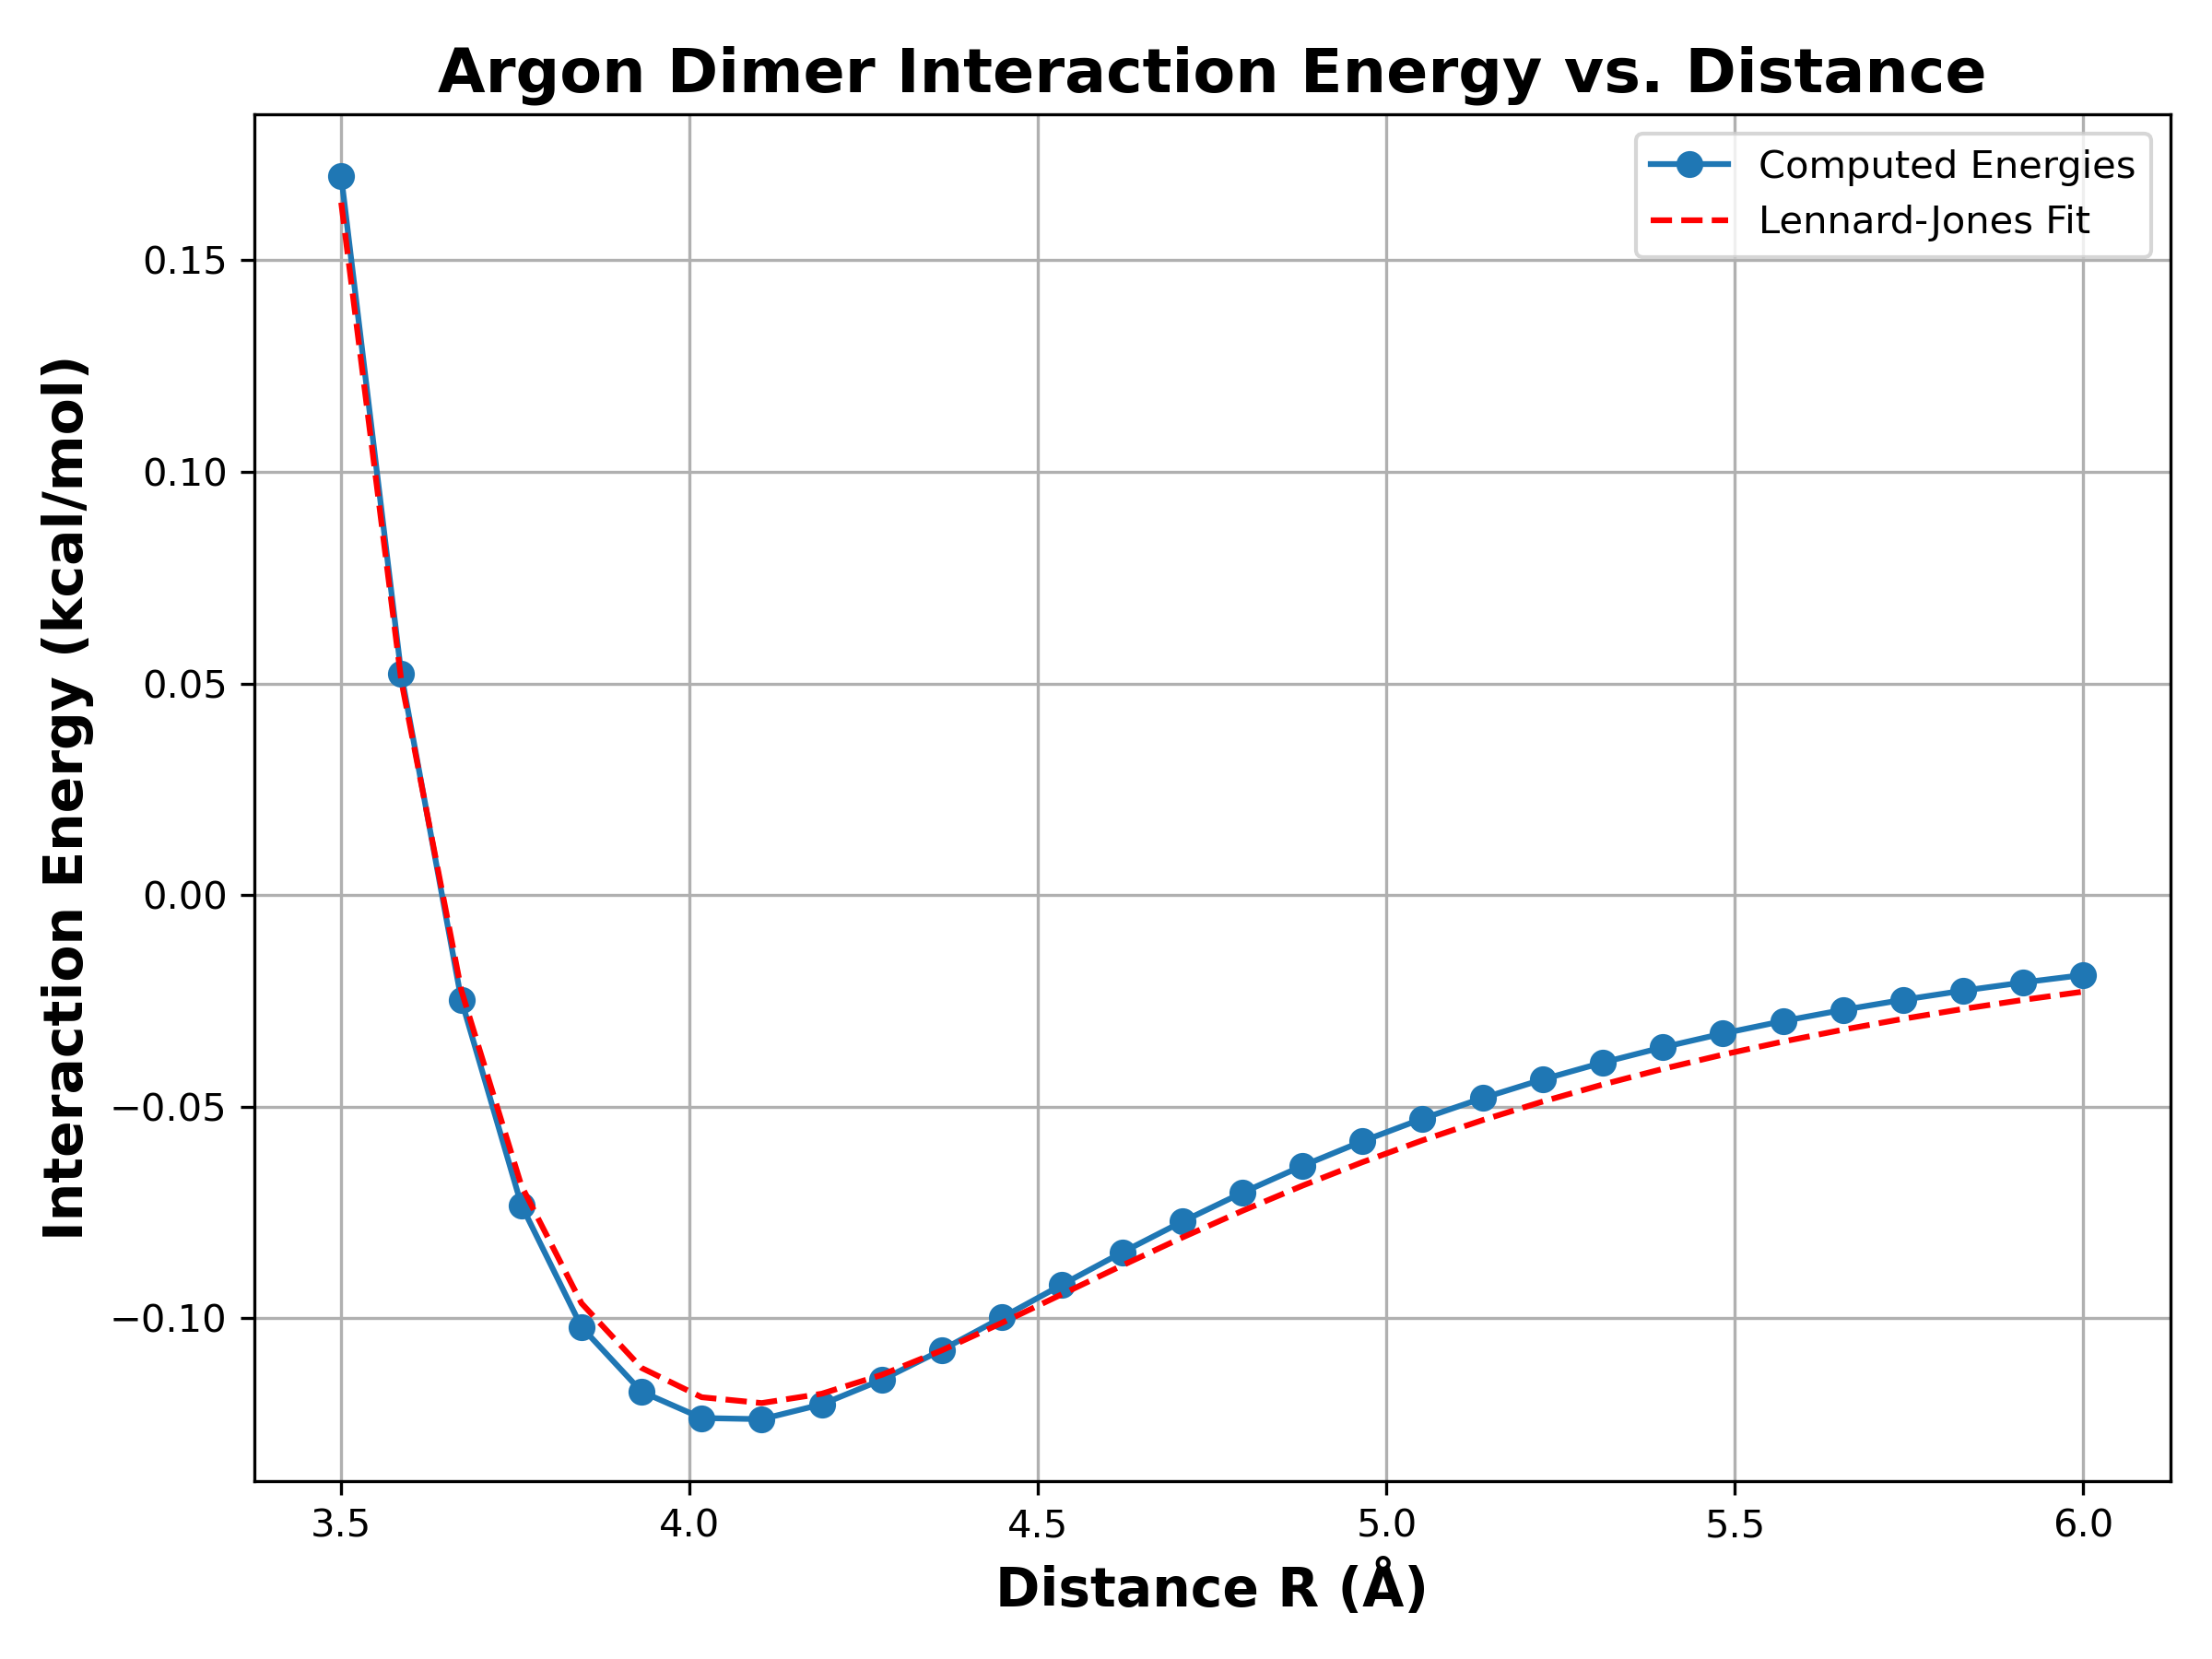 Argon Dimer Interaction Energy vs. Distance
Computed Energies
Lennard-Jones Fit
Interaction Energy (kcal/mol)
0.15
0.10
0.05
0.00
−0.05
−0.10
3.5 4.0 4.5 5.0 5.5 6.0
Distance R (Å)